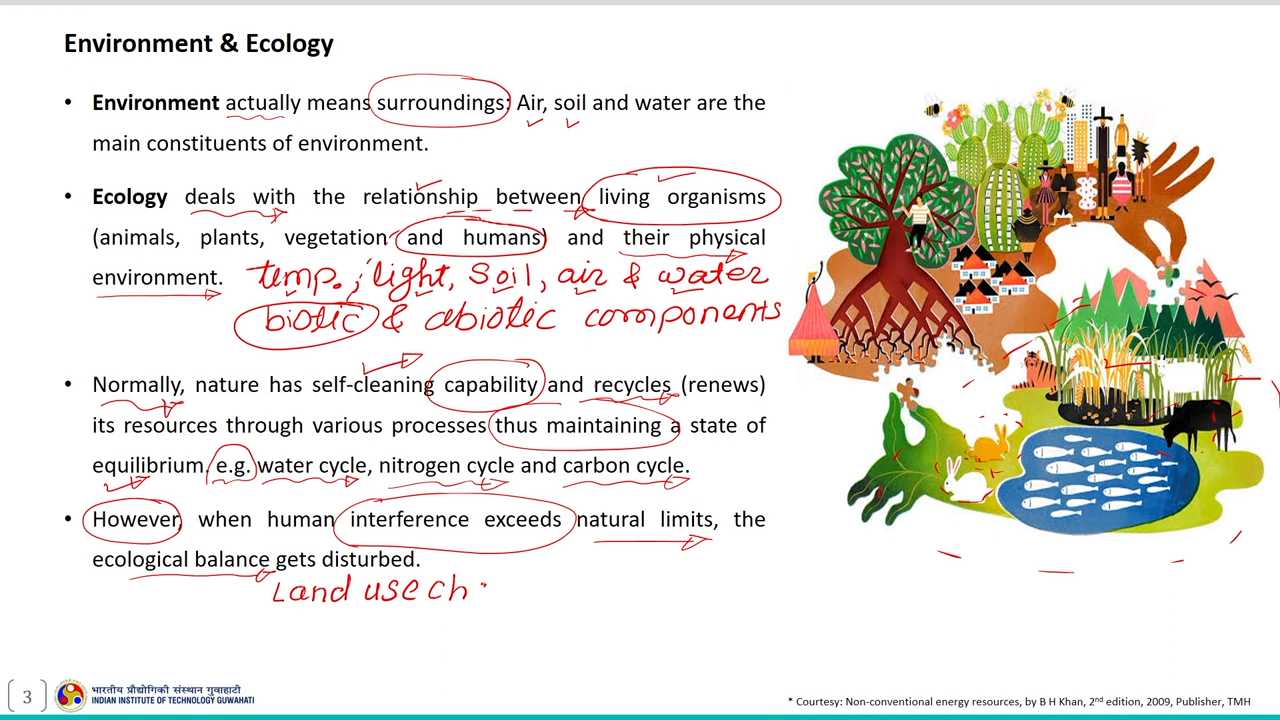 Environment & Ecology
• Environment actually means surroundings; Air, soil and water are the
main constituents of environment.
• Ecology deals with the relationship between living organisms
(animals, plants, vegetation and humans) and their physical
environment. temp., light, soil, air & water
biotic & abiotic components
• Normally, nature has self-cleaning capability and recycles (renews)
its resources through various processes thus maintaining a state of
equilibrium, e.g. water cycle, nitrogen cycle and carbon cycle.
• However, when human interference exceeds natural limits, the
ecological balance gets disturbed.
Land use ch
3
भारतीय प्रौद्योगिकी संस्थान गुवाहाटी
INDIAN INSTITUTE OF TECHNOLOGY GUWAHATI
* Courtesy: Non-conventional energy resources, by B H Khan, 2nd edition, 2009, Publisher, TMH